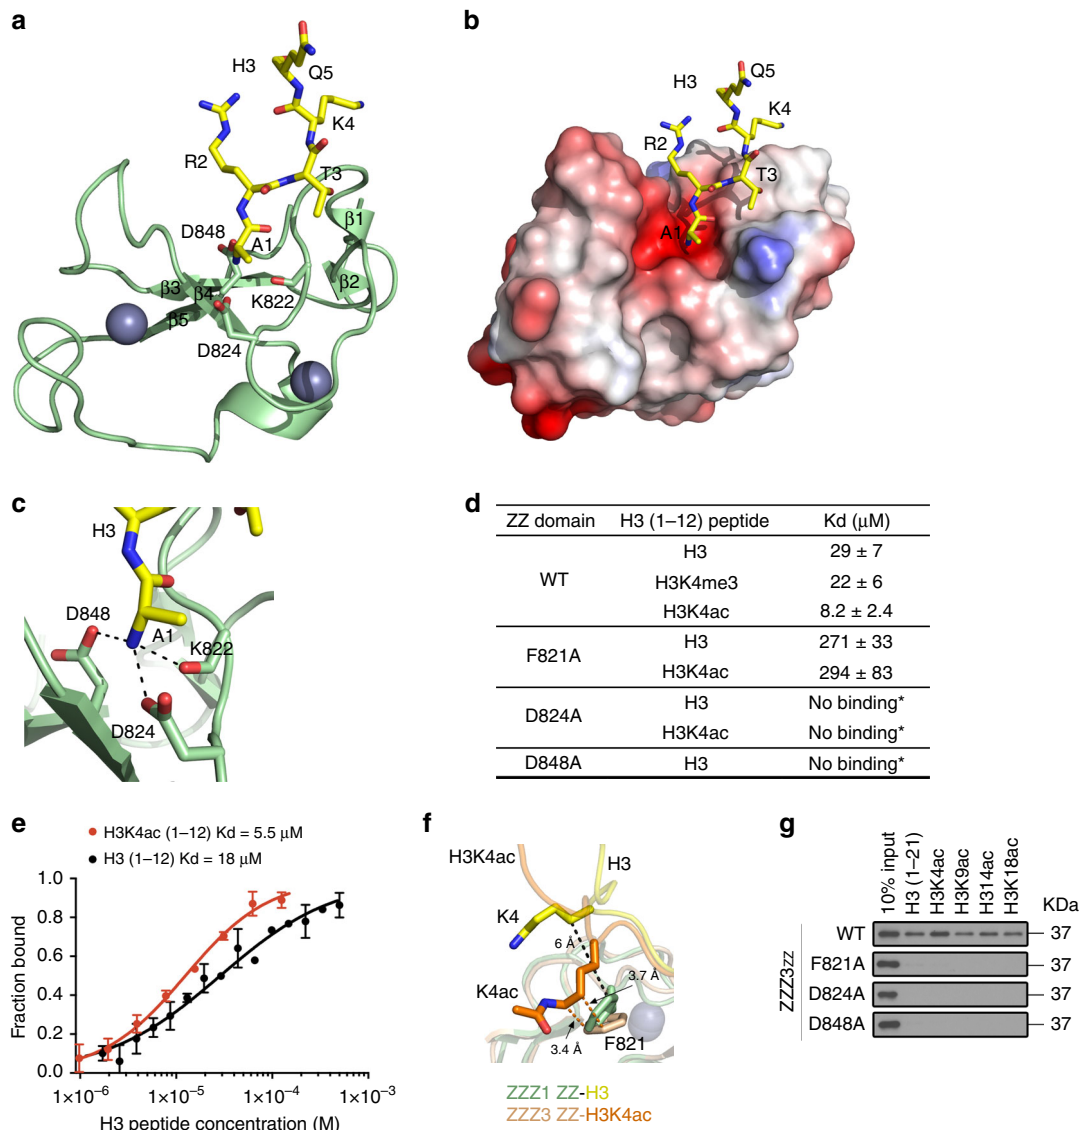 a
H3
Q5
K4
R2
T3
β1
D848
A1
β2
β3
β4
K822
β5
D824
b
H3
Q5
K4
R2
T3
A1
c
H3
D848
A1
K822
D824
d
ZZ domain H3 (1–12) peptide Kd (μM)
WT
H3 29 ± 7
H3K4me3 22 ± 6
H3K4ac 8.2 ± 2.4
F821A
H3 271 ± 33
H3K4ac 294 ± 83
D824A
H3 No binding*
H3K4ac No binding*
D848A H3 No binding*
e
H3K4ac (1–12) Kd = 5.5 μM
H3 (1–12) Kd = 18 μM
Fraction bound
1.0
0.8
0.6
0.4
0.2
0.0
1×10⁻⁶ 1×10⁻⁵ 1×10⁻⁴ 1×10⁻³
H3 peptide concentration (M)
f
H3K4ac
H3
K4
6 Å
3.7 Å
K4ac
3.4 Å
F821
ZZZ1 ZZ-H3
ZZZ3 ZZ-H3K4ac
g
10% input
H3 (1–21)
H3K4ac
H3K9ac
H314ac
H3K18ac
KDa
ZZZ3zz
WT 37
F821A 37
D824A 37
D848A 37